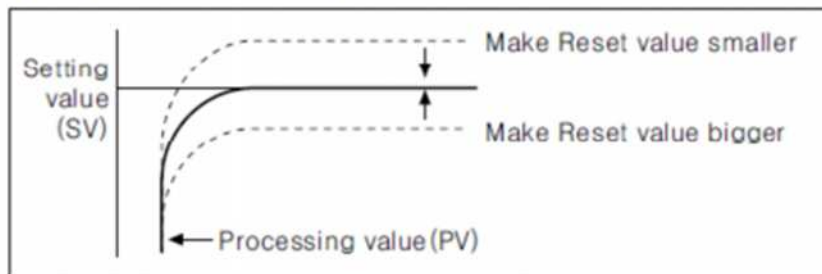 Make Reset value smaller
Setting
value
(SV)
Make Reset value bigger
Processing value(PV)